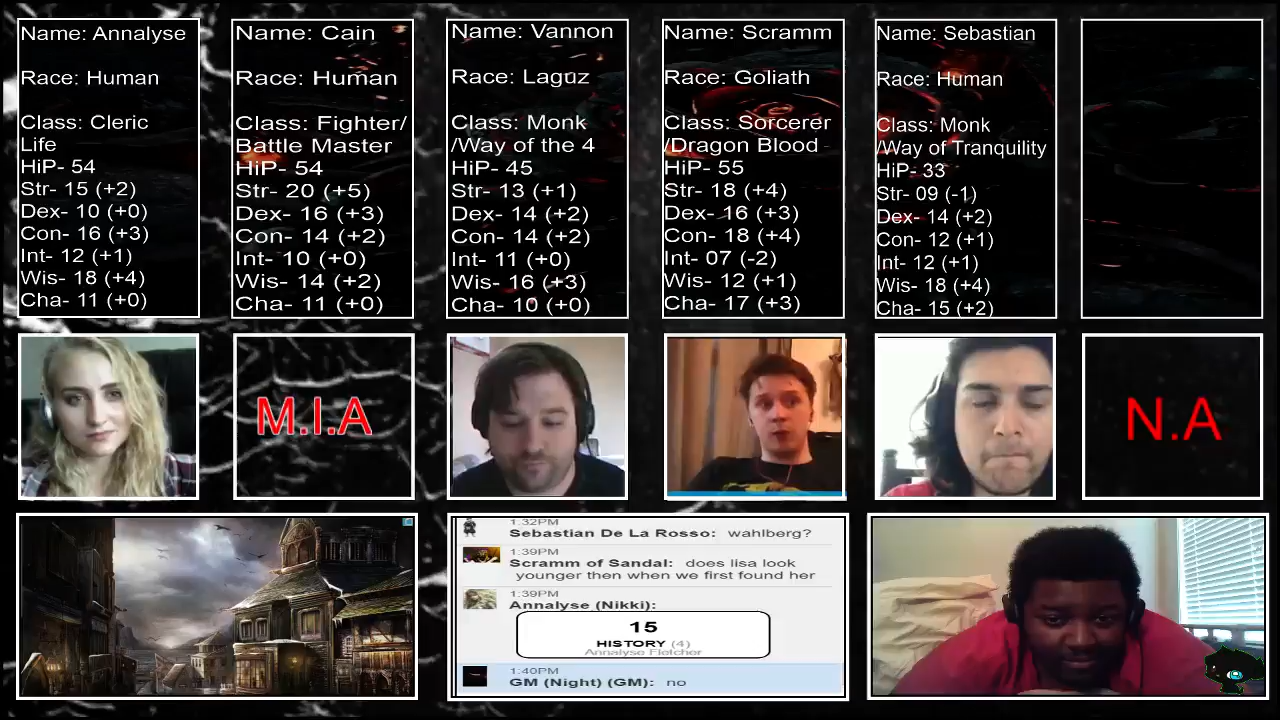 Name: Annalyse
Race: Human
Class: Cleric
Life
HiP- 54
Str- 15 (+2)
Dex- 10 (+0)
Con- 16 (+3)
Int- 12 (+1)
Wis- 18 (+4)
Cha- 11 (+0)
Name: Cain
Race: Human
Class: Fighter/
Battle Master
HiP- 54
Str- 20 (+5)
Dex- 16 (+3)
Con- 14 (+2)
Int- 10 (+0)
Wis- 14 (+2)
Cha- 11 (+0)
Name: Vannon
Race: Laguz
Class: Monk
/Way of the 4
HiP- 45
Str- 13 (+1)
Dex- 14 (+2)
Con- 14 (+2)
Int- 11 (+0)
Wis- 16 (+3)
Cha- 10 (+0)
Name: Scramm
Race: Goliath
Class: Sorcerer
/Dragon Blood
HiP- 55
Str- 18 (+4)
Dex- 16 (+3)
Con- 18 (+4)
Int- 07 (-2)
Wis- 12 (+1)
Cha- 17 (+3)
Name: Sebastian
Race: Human
Class: Monk
/Way of Tranquility
HiP- 33
Str- 09 (-1)
Dex- 14 (+2)
Con- 12 (+1)
Int- 12 (+1)
Wis- 18 (+4)
Cha- 15 (+2)
M.I.A
N.A
1:32PM
Sebastian De La Rosso: wahlberg?
1:39PM
Scramm of Sandal: does lisa look
younger then when we first found her
1:39PM
Annalyse (Nikki):
15
HISTORY (4)
Annalyse Fletcher
1:40PM
GM (Night) (GM): no